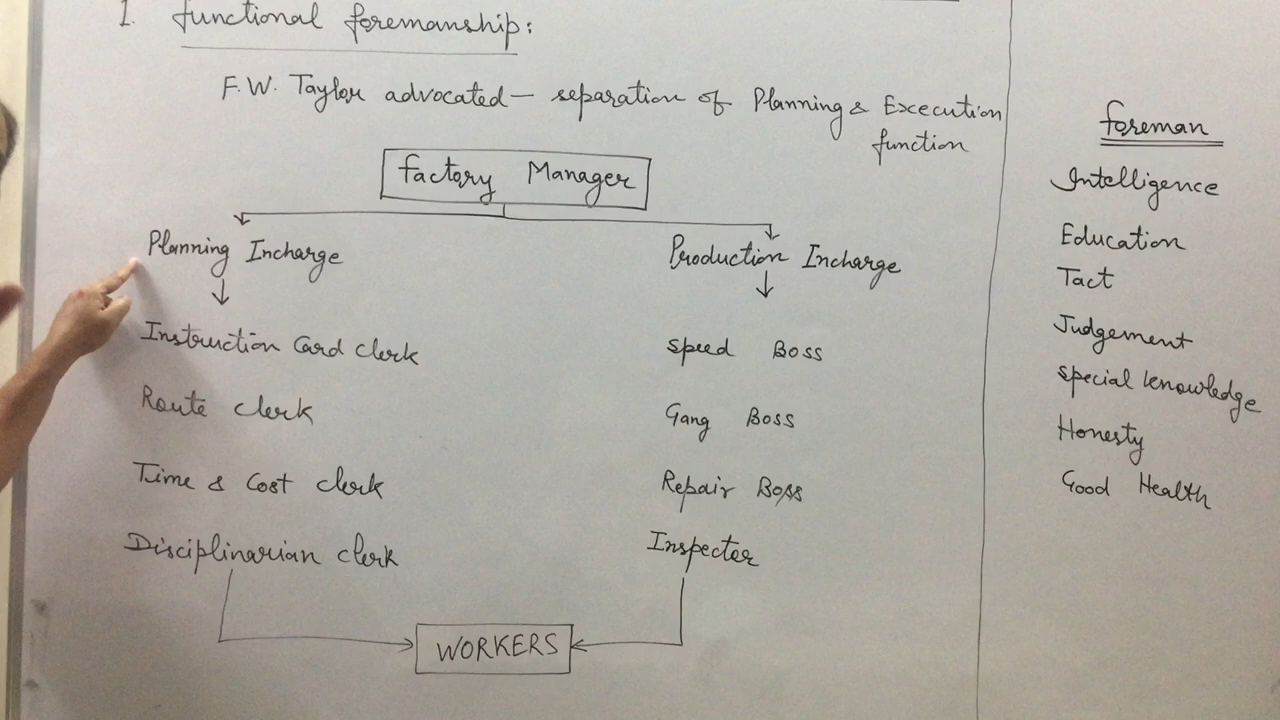 1. functional foremanship:
F.W. Taylor advocated — separation of Planning & Execution
function
Factory Manager
Planning Incharge
Instruction Card clerk
Route clerk
Time & Cost clerk
Disciplinarian clerk
Production Incharge
Speed Boss
Gang Boss
Repair Boss
Inspector
WORKERS
foreman
Intelligence
Education
Tact
Judgement
Special knowledge
Honesty
Good Health